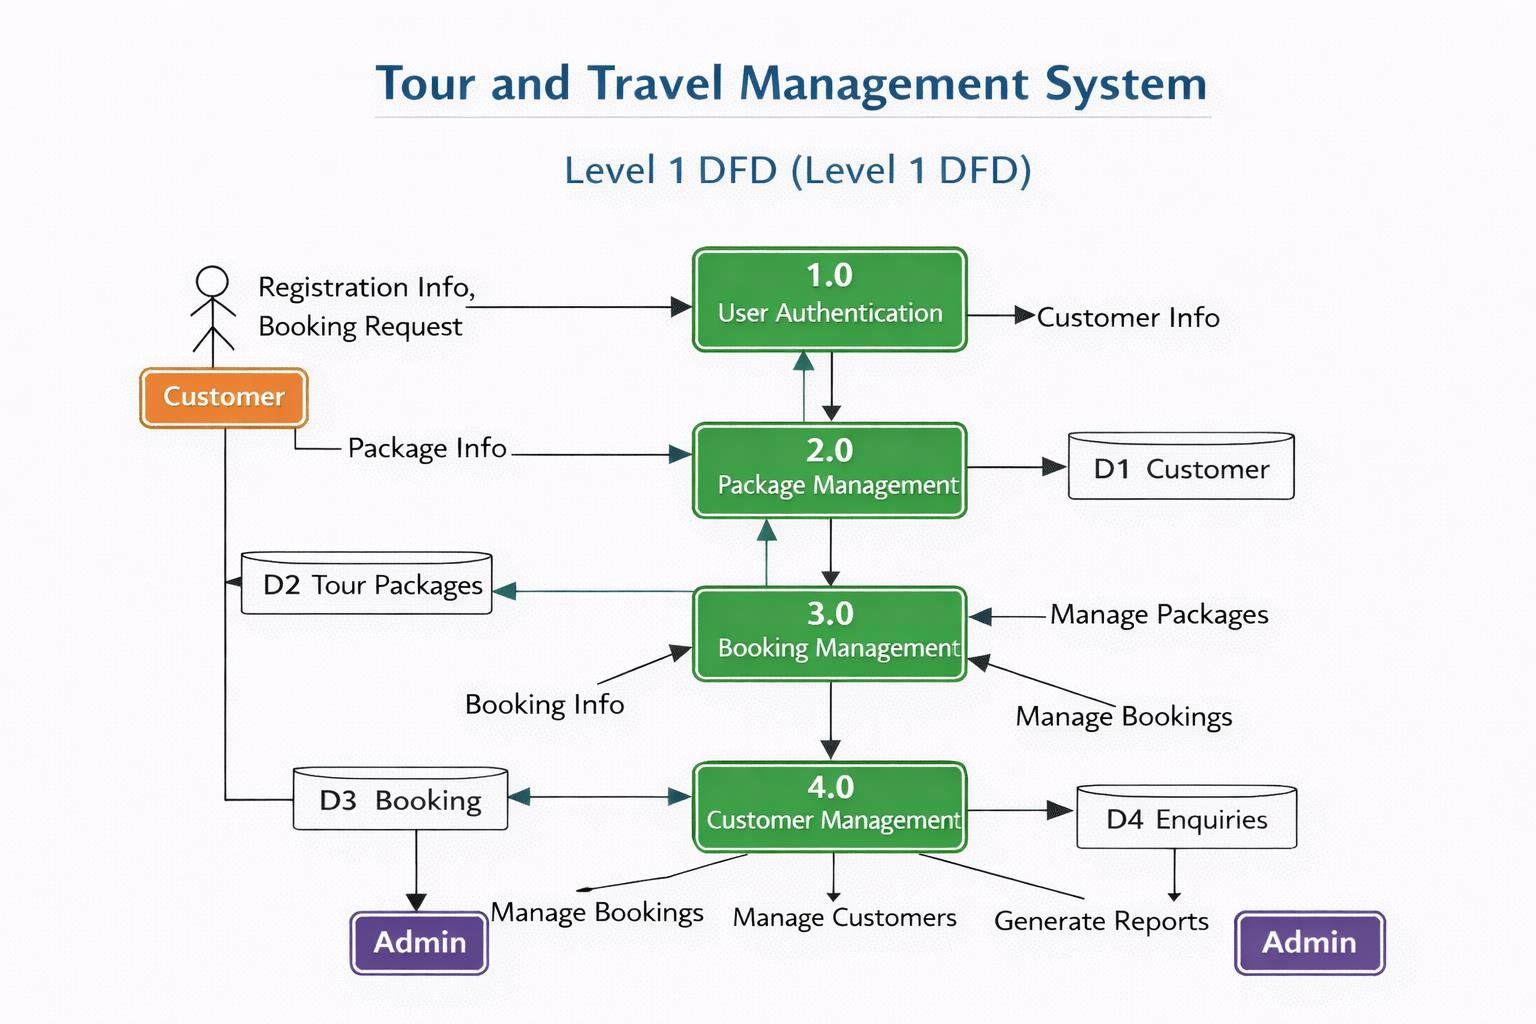 Tour and Travel Management System
Level 1 DFD (Level 1 DFD)
Registration Info,
Booking Request
1.0
User Authentication
Customer Info
Customer
Package Info
2.0
Package Management
D1 Customer
D2 Tour Packages
3.0
Booking Management
Manage Packages
Booking Info
Manage Bookings
D3 Booking
4.0
Customer Management
D4 Enquiries
Manage Bookings
Manage Customers
Generate Reports
Admin
Admin